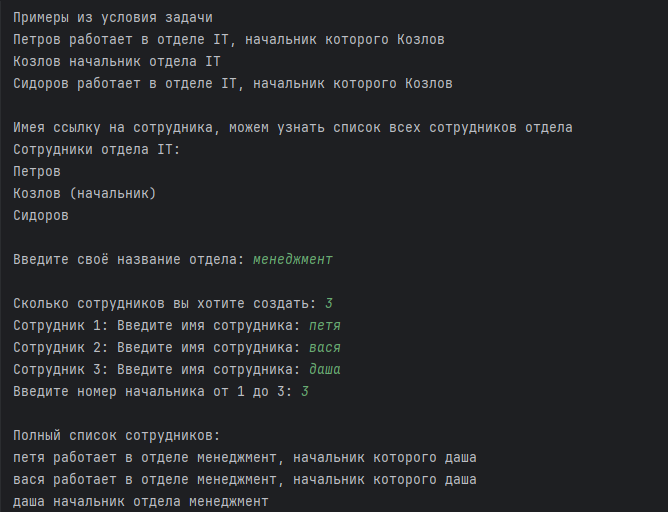 Примеры из условия задачи
Петров работает в отделе IT, начальник которого Козлов
Козлов начальник отдела IT
Сидоров работает в отделе IT, начальник которого Козлов
Имея ссылку на сотрудника, можем узнать список всех сотрудников отдела
Сотрудники отдела IT:
Петров
Козлов (начальник)
Сидоров
Введите своё название отдела: менеджмент
Сколько сотрудников вы хотите создать: 3
Сотрудник 1: Введите имя сотрудника: петя
Сотрудник 2: Введите имя сотрудника: вася
Сотрудник 3: Введите имя сотрудника: даша
Введите номер начальника от 1 до 3: 3
Полный список сотрудников:
петя работает в отделе менеджмент, начальник которого даша
вася работает в отделе менеджмент, начальник которого даша
даша начальник отдела менеджмент